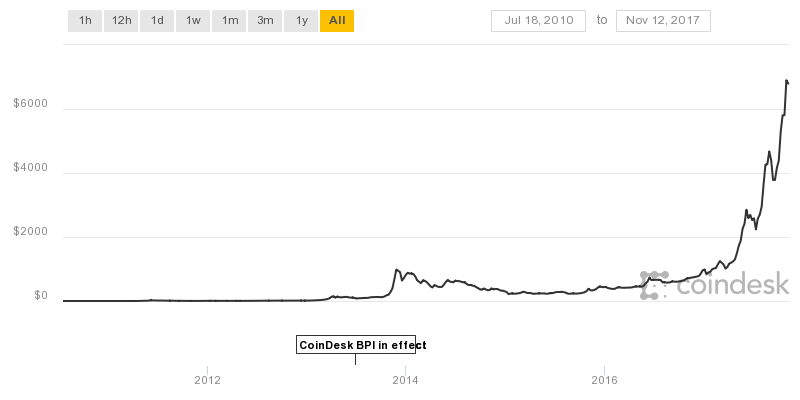 1h 12h 1d 1w 1m 3m 1y All Jul 18, 2010 to Nov 12, 2017
$6000
$4000
$2000
$0
coindesk
CoinDesk BPI in effect
2012 2014 2016